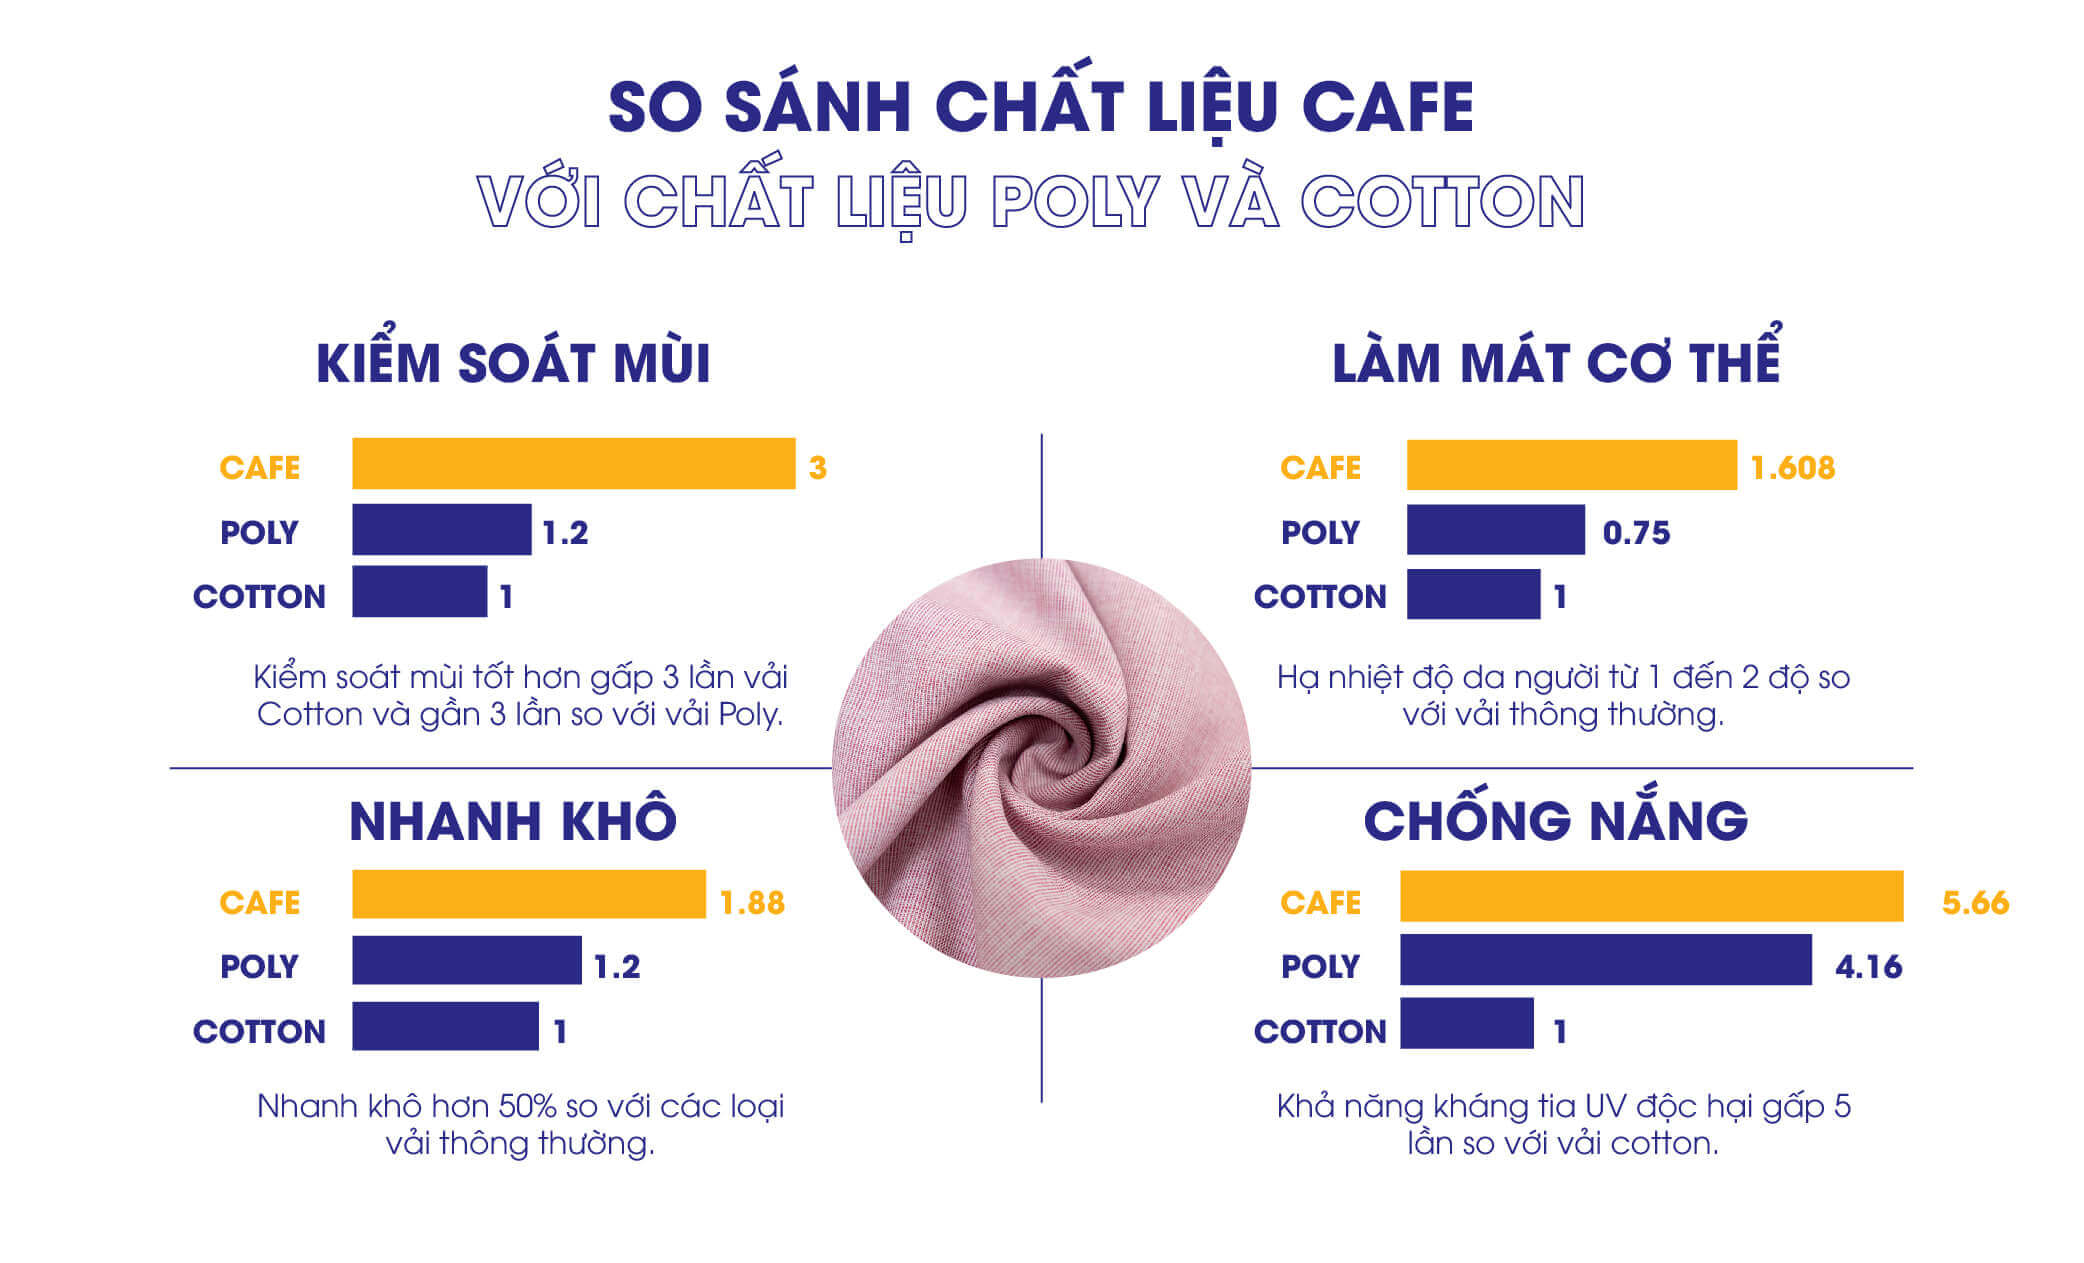 SO SÁNH CHẤT LIỆU CAFE
VỚI CHẤT LIỆU POLY VÀ COTTON
KIỂM SOÁT MÙI
CAFE 3
POLY 1.2
COTTON 1
Kiểm soát mùi tốt hơn gấp 3 lần vải
Cotton và gần 3 lần so với vải Poly.
LÀM MÁT CƠ THỂ
CAFE 1.608
POLY 0.75
COTTON 1
Hạ nhiệt độ da người từ 1 đến 2 độ so
với vải thông thường.
NHANH KHÔ
CAFE 1.88
POLY 1.2
COTTON 1
Nhanh khô hơn 50% so với các loại
vải thông thường.
CHỐNG NẮNG
CAFE 5.66
POLY 4.16
COTTON 1
Khả năng kháng tia UV độc hại gấp 5
lần so với vải cotton.